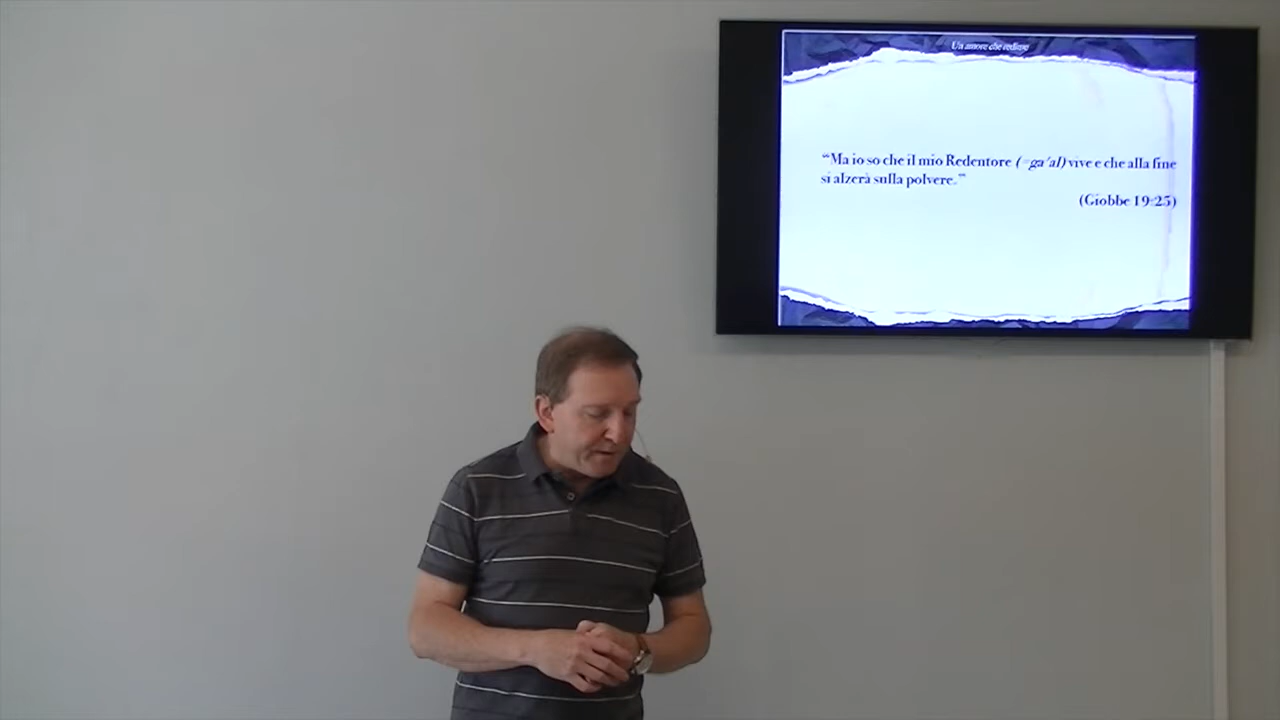 Un amore che redime
“Ma io so che il mio Redentore (=ga'al) vive e che alla fine
si alzerà sulla polvere.”
(Giobbe 19:25)